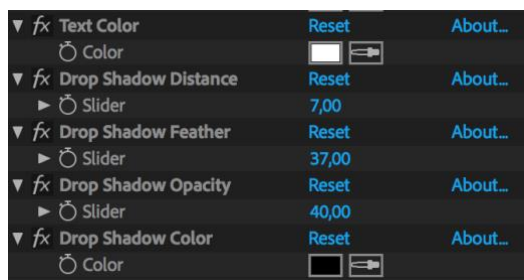 fx Text Color Reset About...
Color
fx Drop Shadow Distance Reset About...
Slider 7,00
fx Drop Shadow Feather Reset About...
Slider 37,00
fx Drop Shadow Opacity Reset About...
Slider 40,00
fx Drop Shadow Color Reset About...
Color